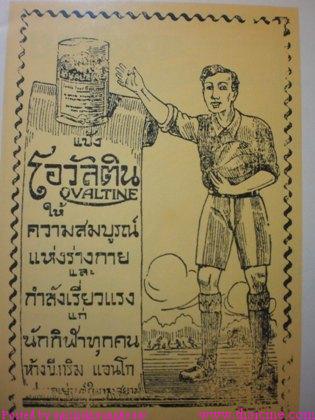 แป้ง
โอวัลติน
OVALTINE
ให้
ความสมบูรณ์
แห่งร่างกาย
และ
กำลังเรี่ยวแรง
แก่
นักกีฬาทุกคน
ห้างบีกริม แอนโก